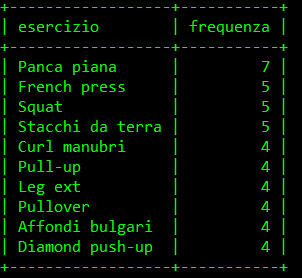 +------------------+-----------+
| esercizio        | frequenza |
+------------------+-----------+
| Panca piana      |         7 |
| French press     |         5 |
| Squat            |         5 |
| Stacchi da terra |         5 |
| Curl manubri     |         4 |
| Pull-up          |         4 |
| Leg ext          |         4 |
| Pullover         |         4 |
| Affondi bulgari  |         4 |
| Diamond push-up  |         4 |
+------------------+-----------+